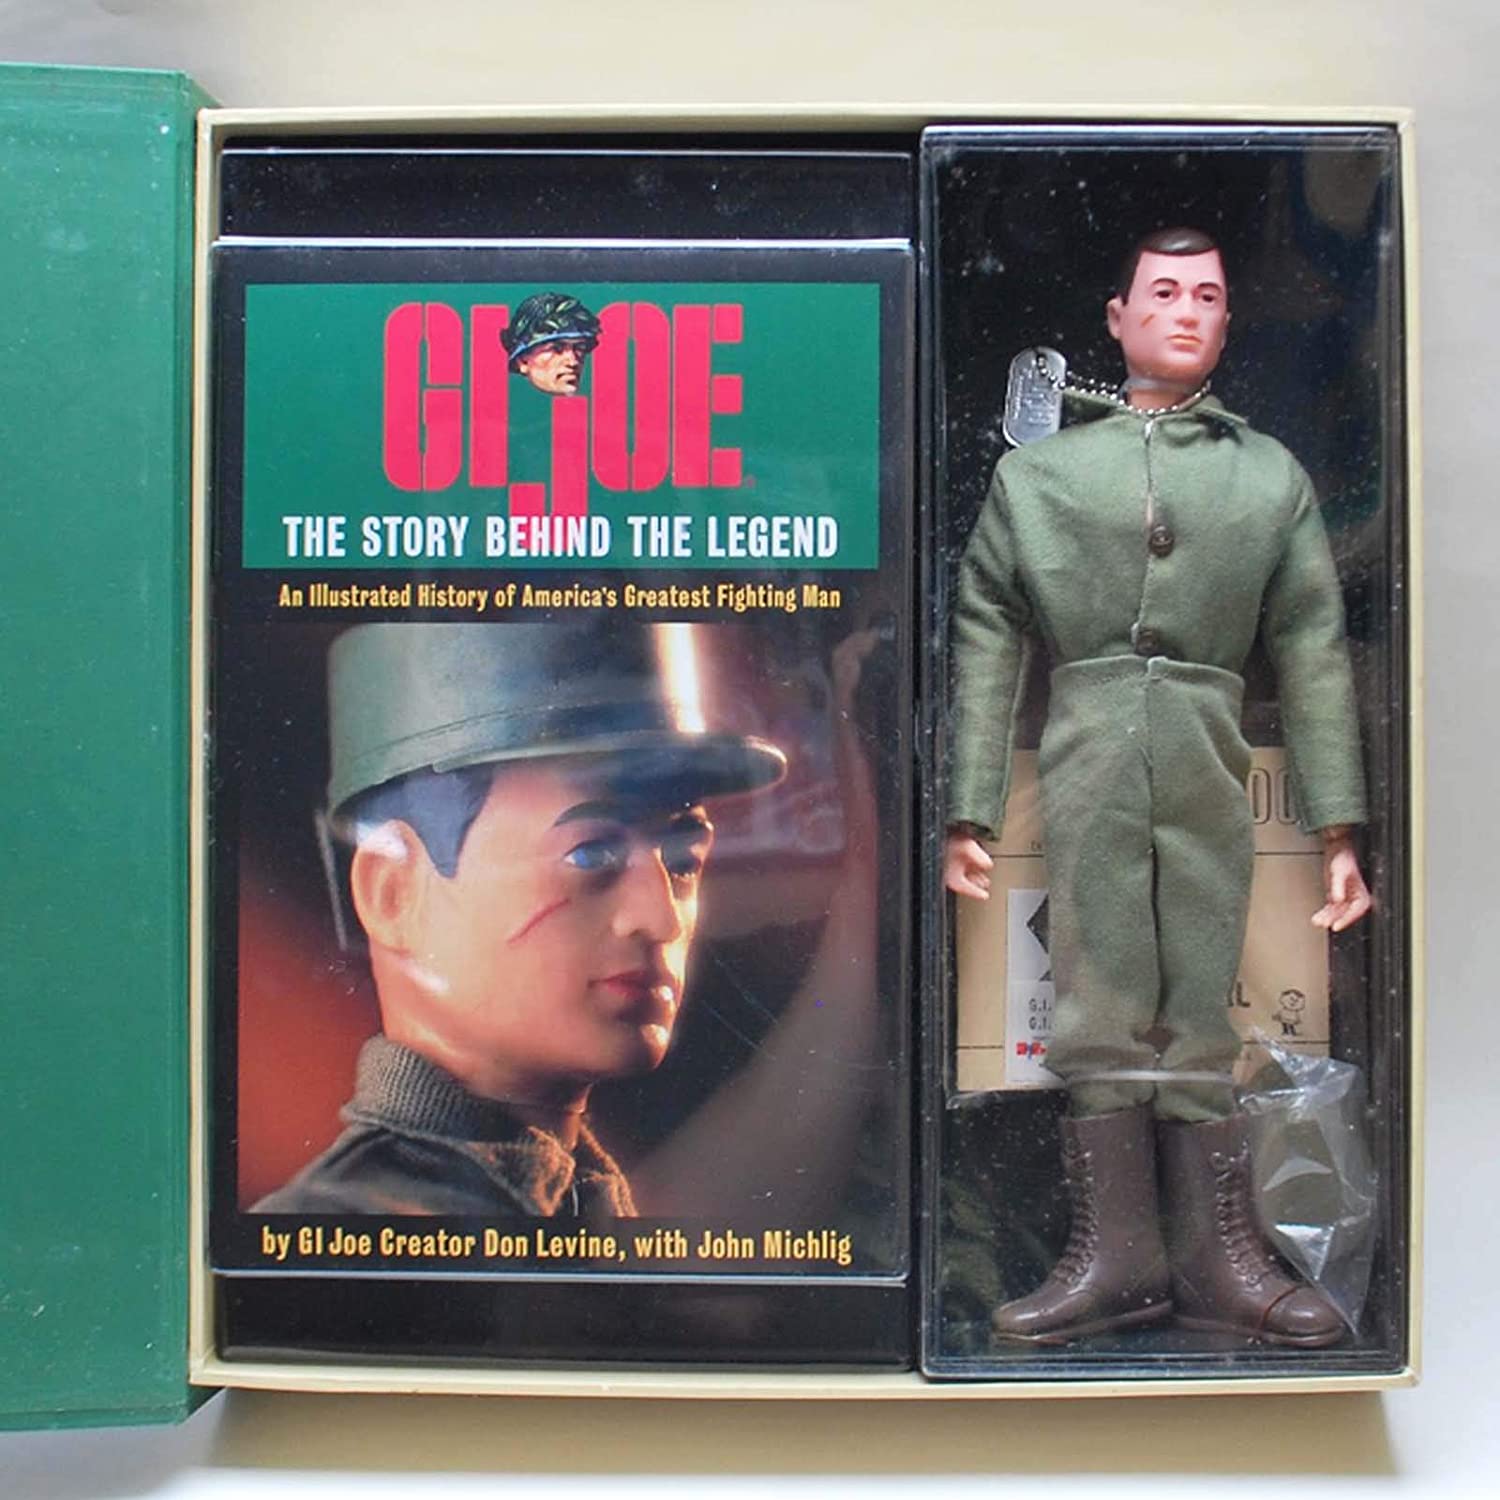 GI JOE
THE STORY BEHIND THE LEGEND
An Illustrated History of America's Greatest Fighting Man
by GI Joe Creator Don Levine, with John Michlig
G.I.
G.I.